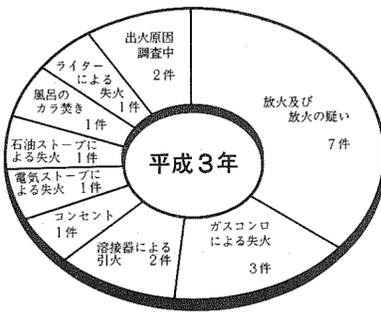 平成3年
放火及び
放火の疑い
7件
ガスコンロ
による失火
3件
溶接器による
引火 2件
コンセント
1件
電気ストーブに
よる失火 1件
石油ストーブに
よる失火 1件
風呂の
カラ焚き
1件
ライター
による
失火
1件
出火原因
調査中
2件